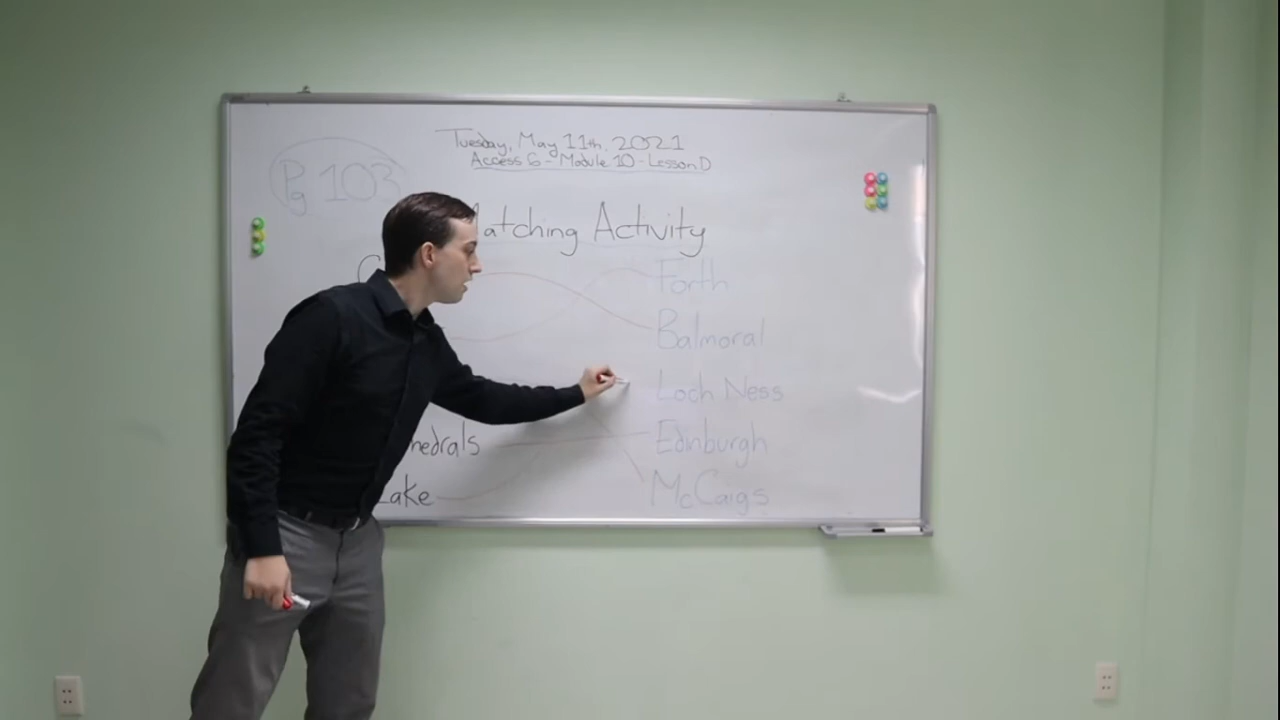 Tuesday, May 11th, 2021
Access 6 - Module 10 - Lesson D
Pg 103
Matching Activity
Forth
Balmoral
Loch Ness
hedrals Edinburgh
Lake McCaigs